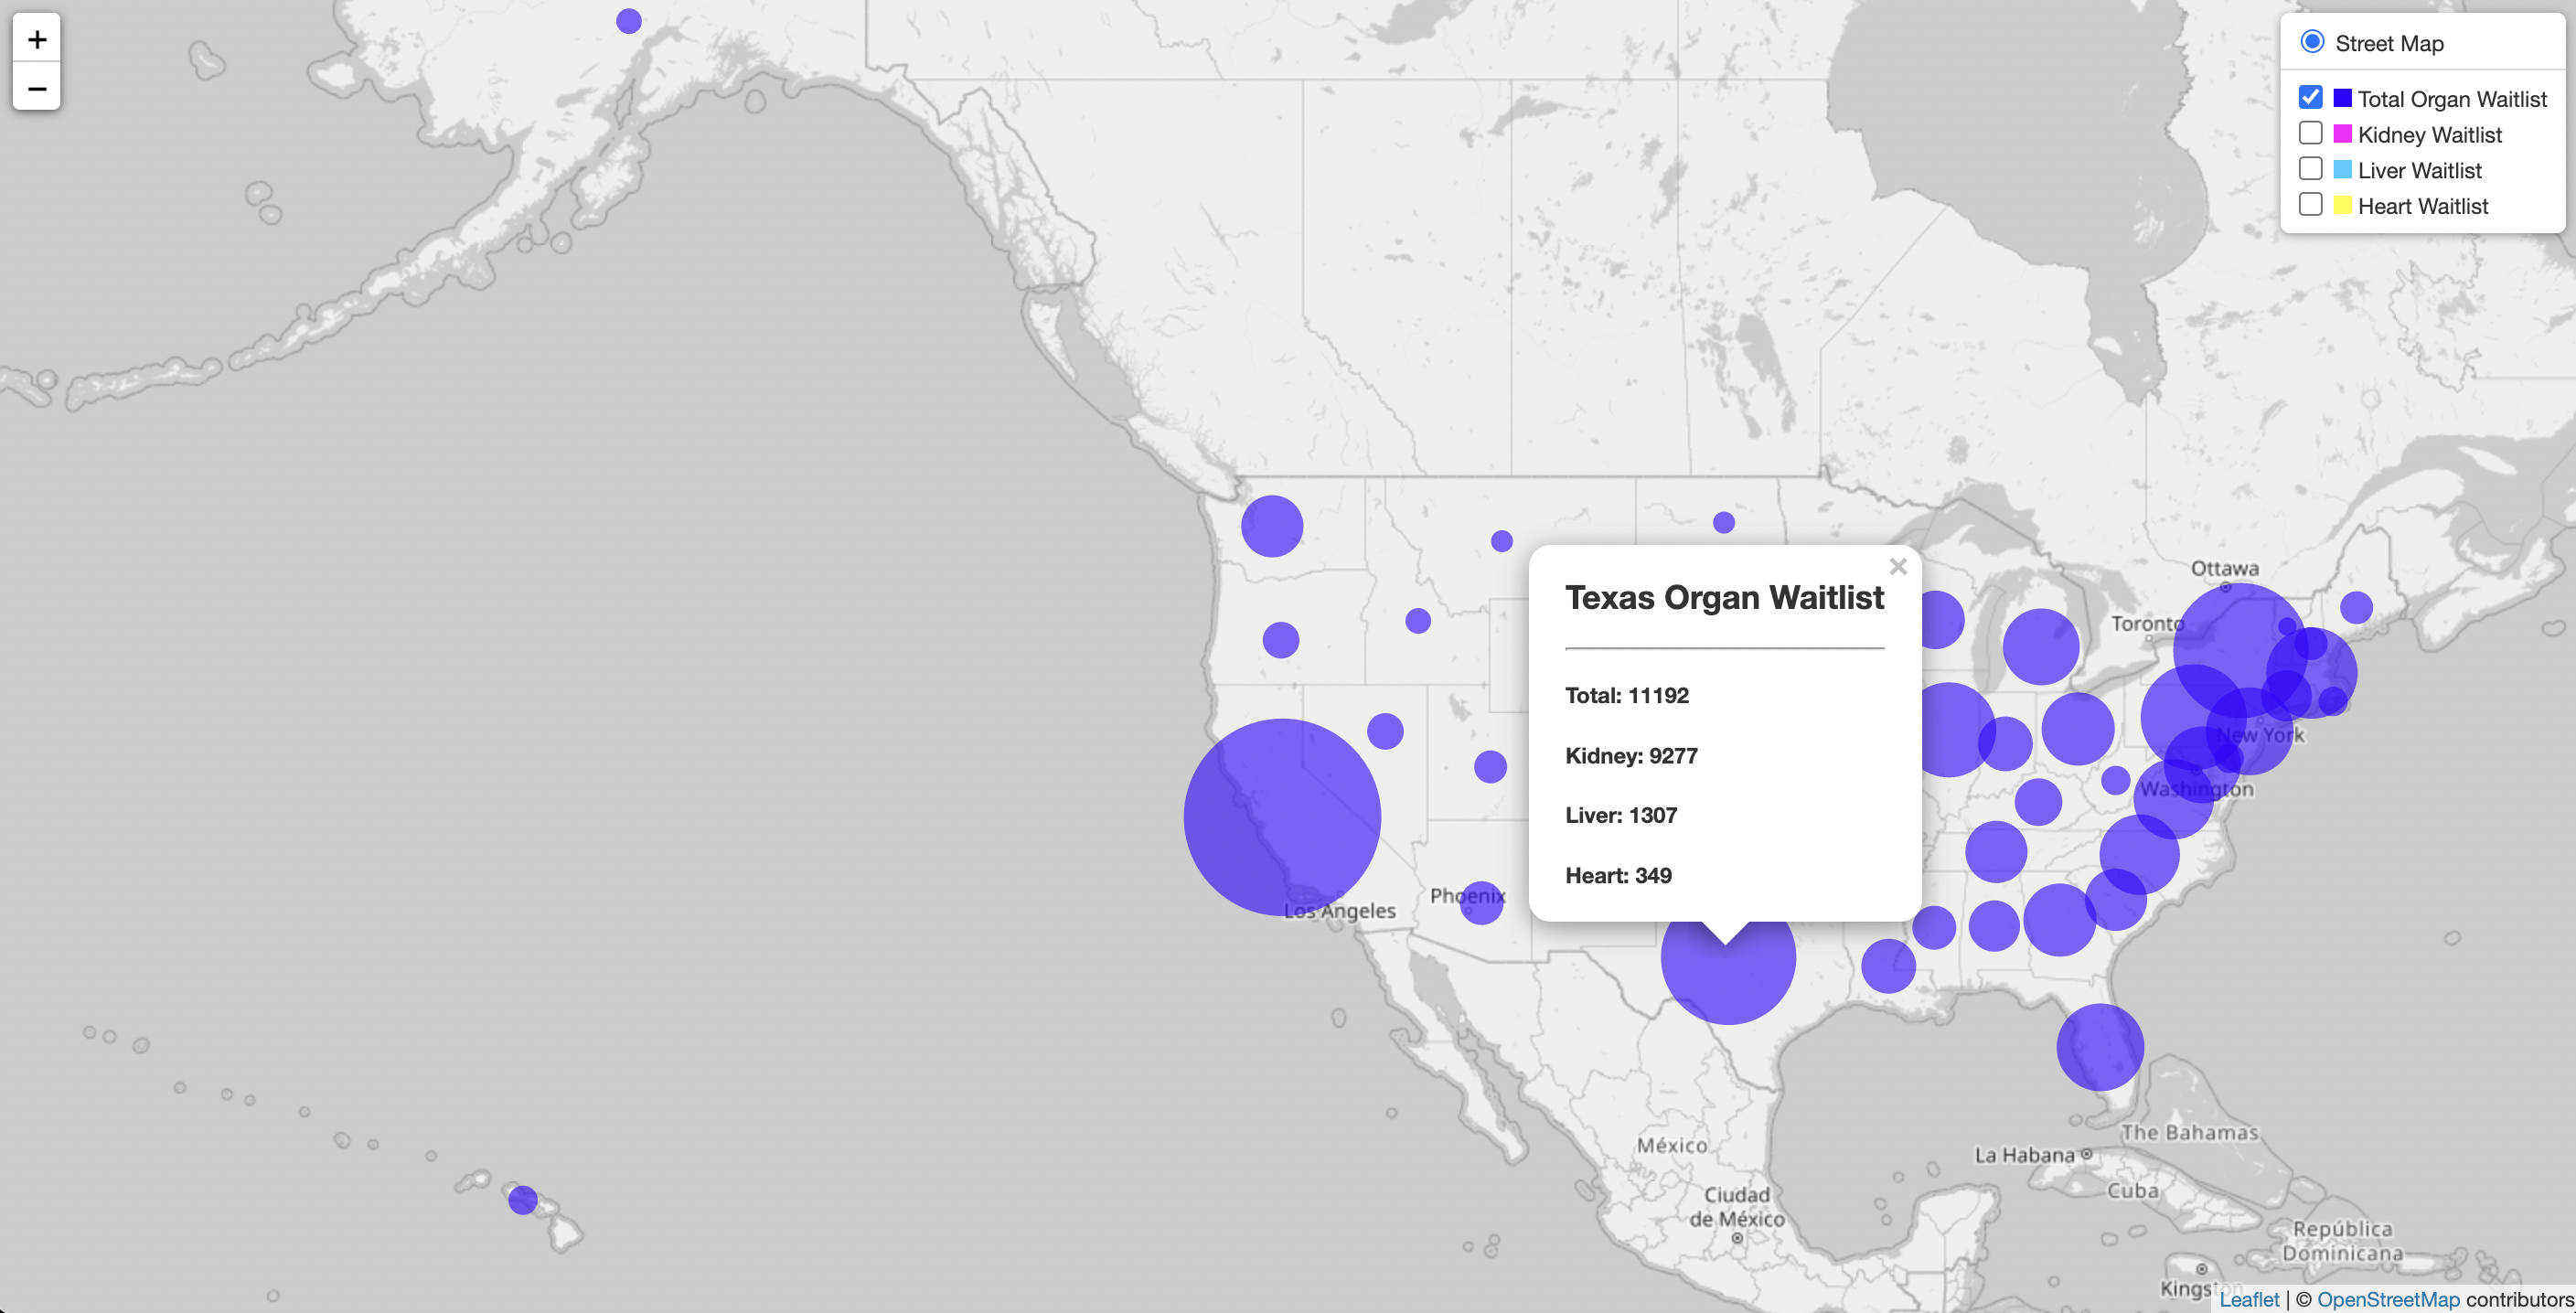 +
−
Street Map
Total Organ Waitlist
Kidney Waitlist
Liver Waitlist
Heart Waitlist
Ottawa
Toronto
×
Texas Organ Waitlist
Total: 11192
Kidney: 9277
Liver: 1307
Heart: 349
New York
Washington
Phoenix
Los Angeles
México
The Bahamas
La Habana
Cuba
Ciudad
de México
República
Dominicana
Leaflet | © OpenStreetMap contributors